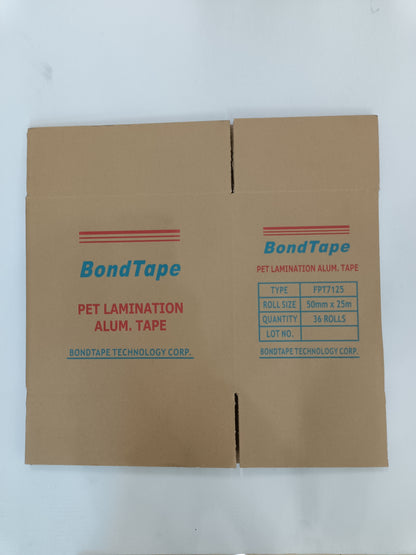 BondTape
PET LAMINATION
ALUM. TAPE
BONDTAPE TECHNOLOGY CORP.
BondTape
PET LAMINATION ALUM. TAPE
TYPE FPT7125
ROLL SIZE 50mm x 25m
QUANTITY 36 ROLLS
LOT NO.
BONDTAPE TECHNOLOGY CORP.